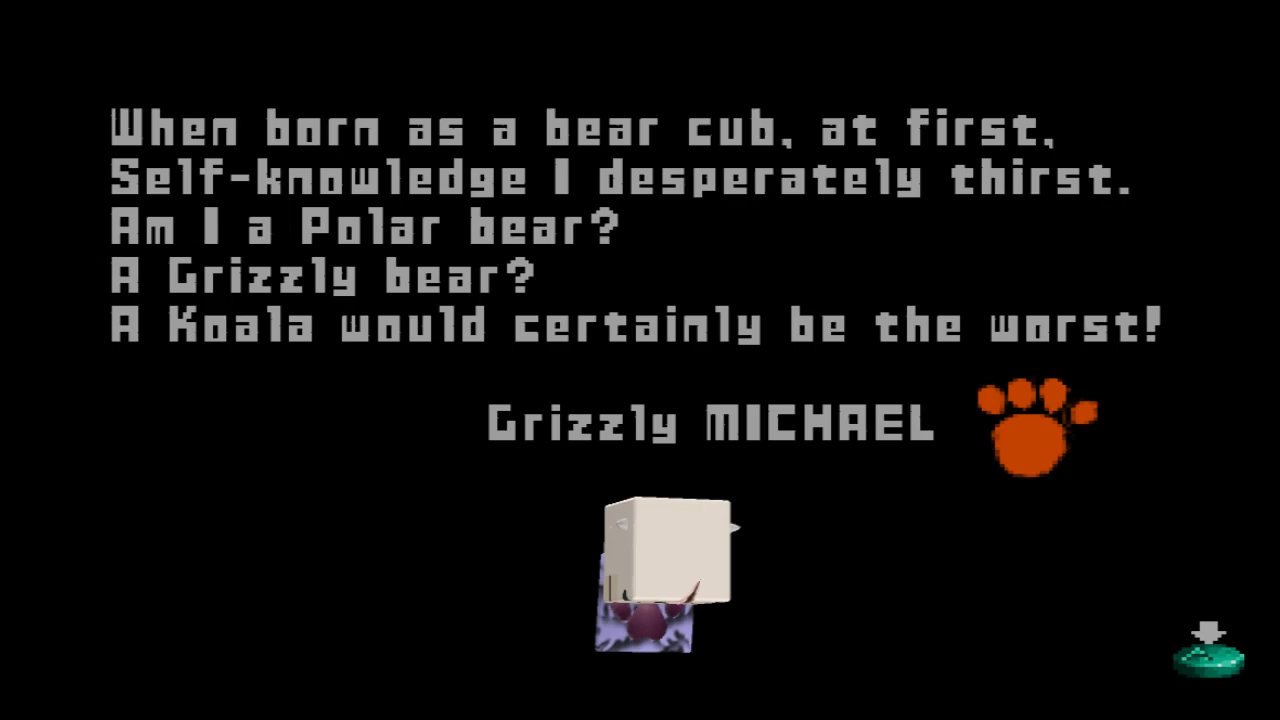 When born as a bear cub, at first,
Self-knowledge I desperately thirst.
Am I a Polar bear?
A Grizzly bear?
A Koala would certainly be the worst!
Grizzly MICHAEL